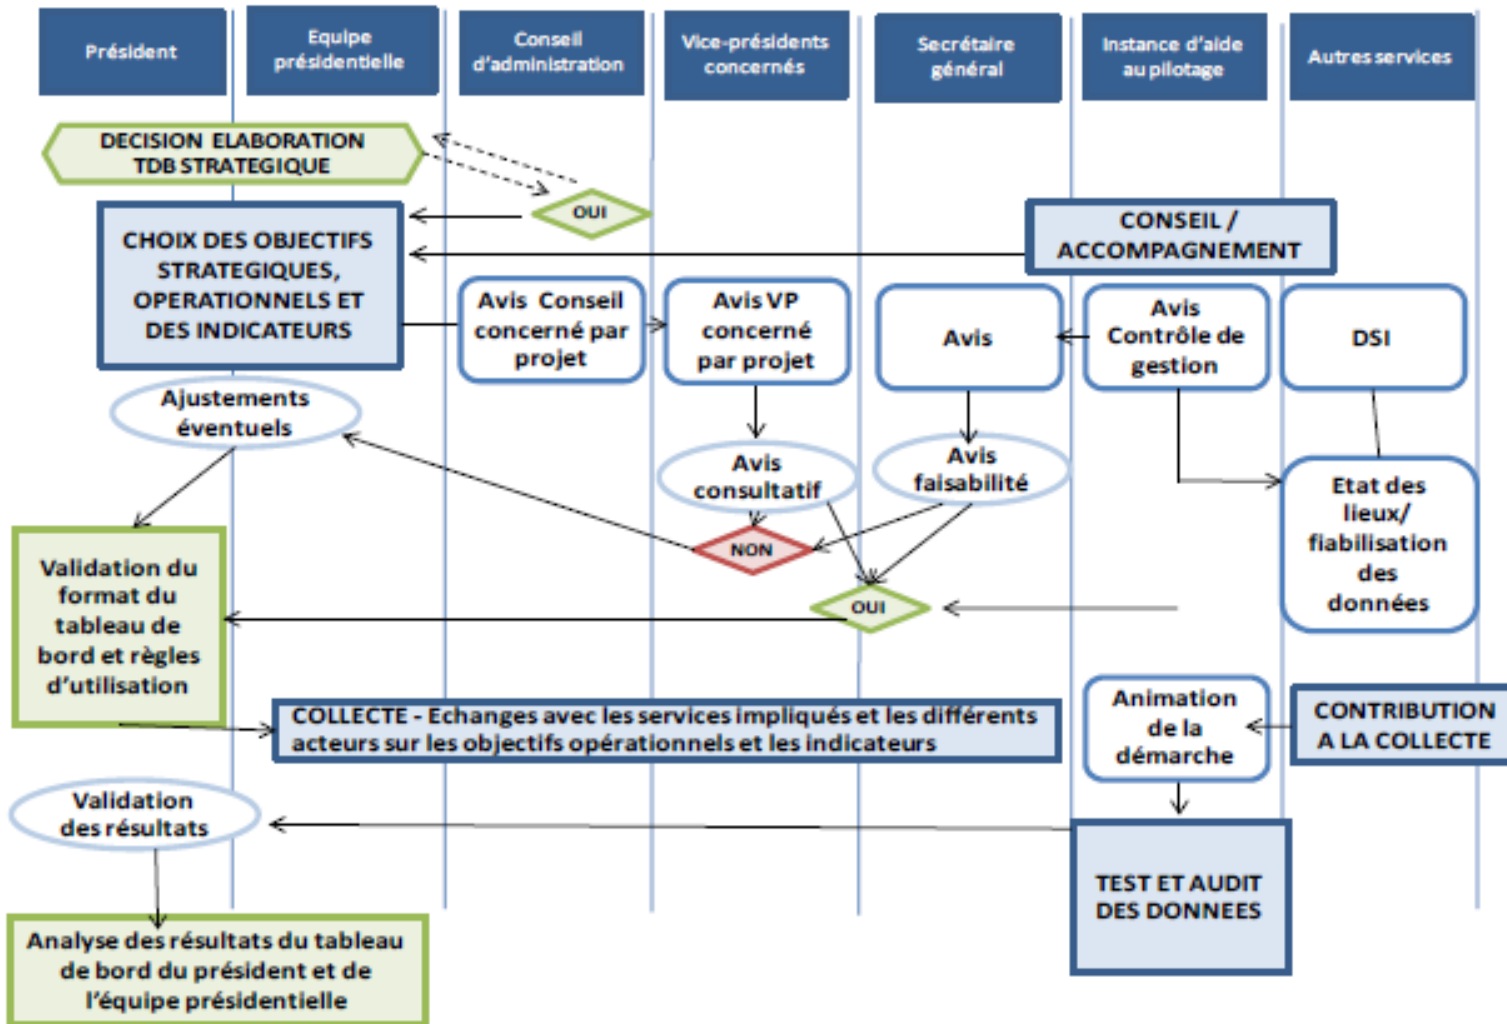 Président
Equipe
présidentielle
Conseil
d'administration
Vice-présidents
concernés
Secrétaire
général
Instance d'aide
au pilotage
Autres services
DECISION ELABORATION
TDB STRATEGIQUE
OUI
CHOIX DES OBJECTIFS
STRATEGIQUES,
OPERATIONNELS ET
DES INDICATEURS
CONSEIL /
ACCOMPAGNEMENT
Avis Conseil
concerné par
projet
Avis VP
concerné
par projet
Avis
Avis
Contrôle de
gestion
DSI
Ajustements
éventuels
Avis
consultatif
Avis
faisabilité
Etat des
lieux/
fiabilisation
des
données
NON
OUI
Validation du
format du
tableau de
bord et règles
d'utilisation
COLLECTE - Echanges avec les services impliqués et les différents
acteurs sur les objectifs opérationnels et les indicateurs
Animation
de la
démarche
CONTRIBUTION
A LA COLLECTE
Validation
des résultats
TEST ET AUDIT
DES DONNEES
Analyse des résultats du tableau
de bord du président et de
l'équipe présidentielle